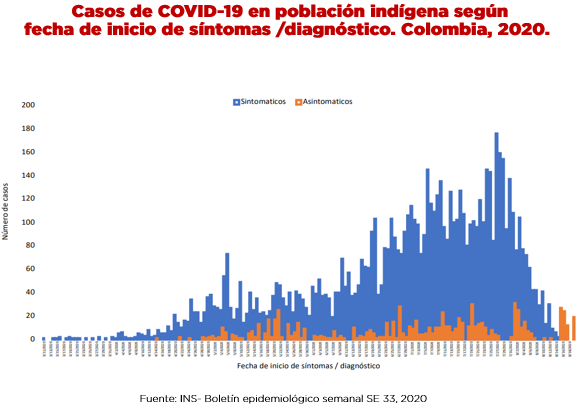 Casos de COVID-19 en población indígena según
fecha de inicio de síntomas /diagnóstico. Colombia, 2020.
Sintomaticos
Asintomaticos
Número de casos
200
180
160
140
120
100
80
60
40
20
0
Fecha de inicio de síntomas / diagnóstico
Fuente: INS- Boletín epidemiológico semanal SE 33, 2020